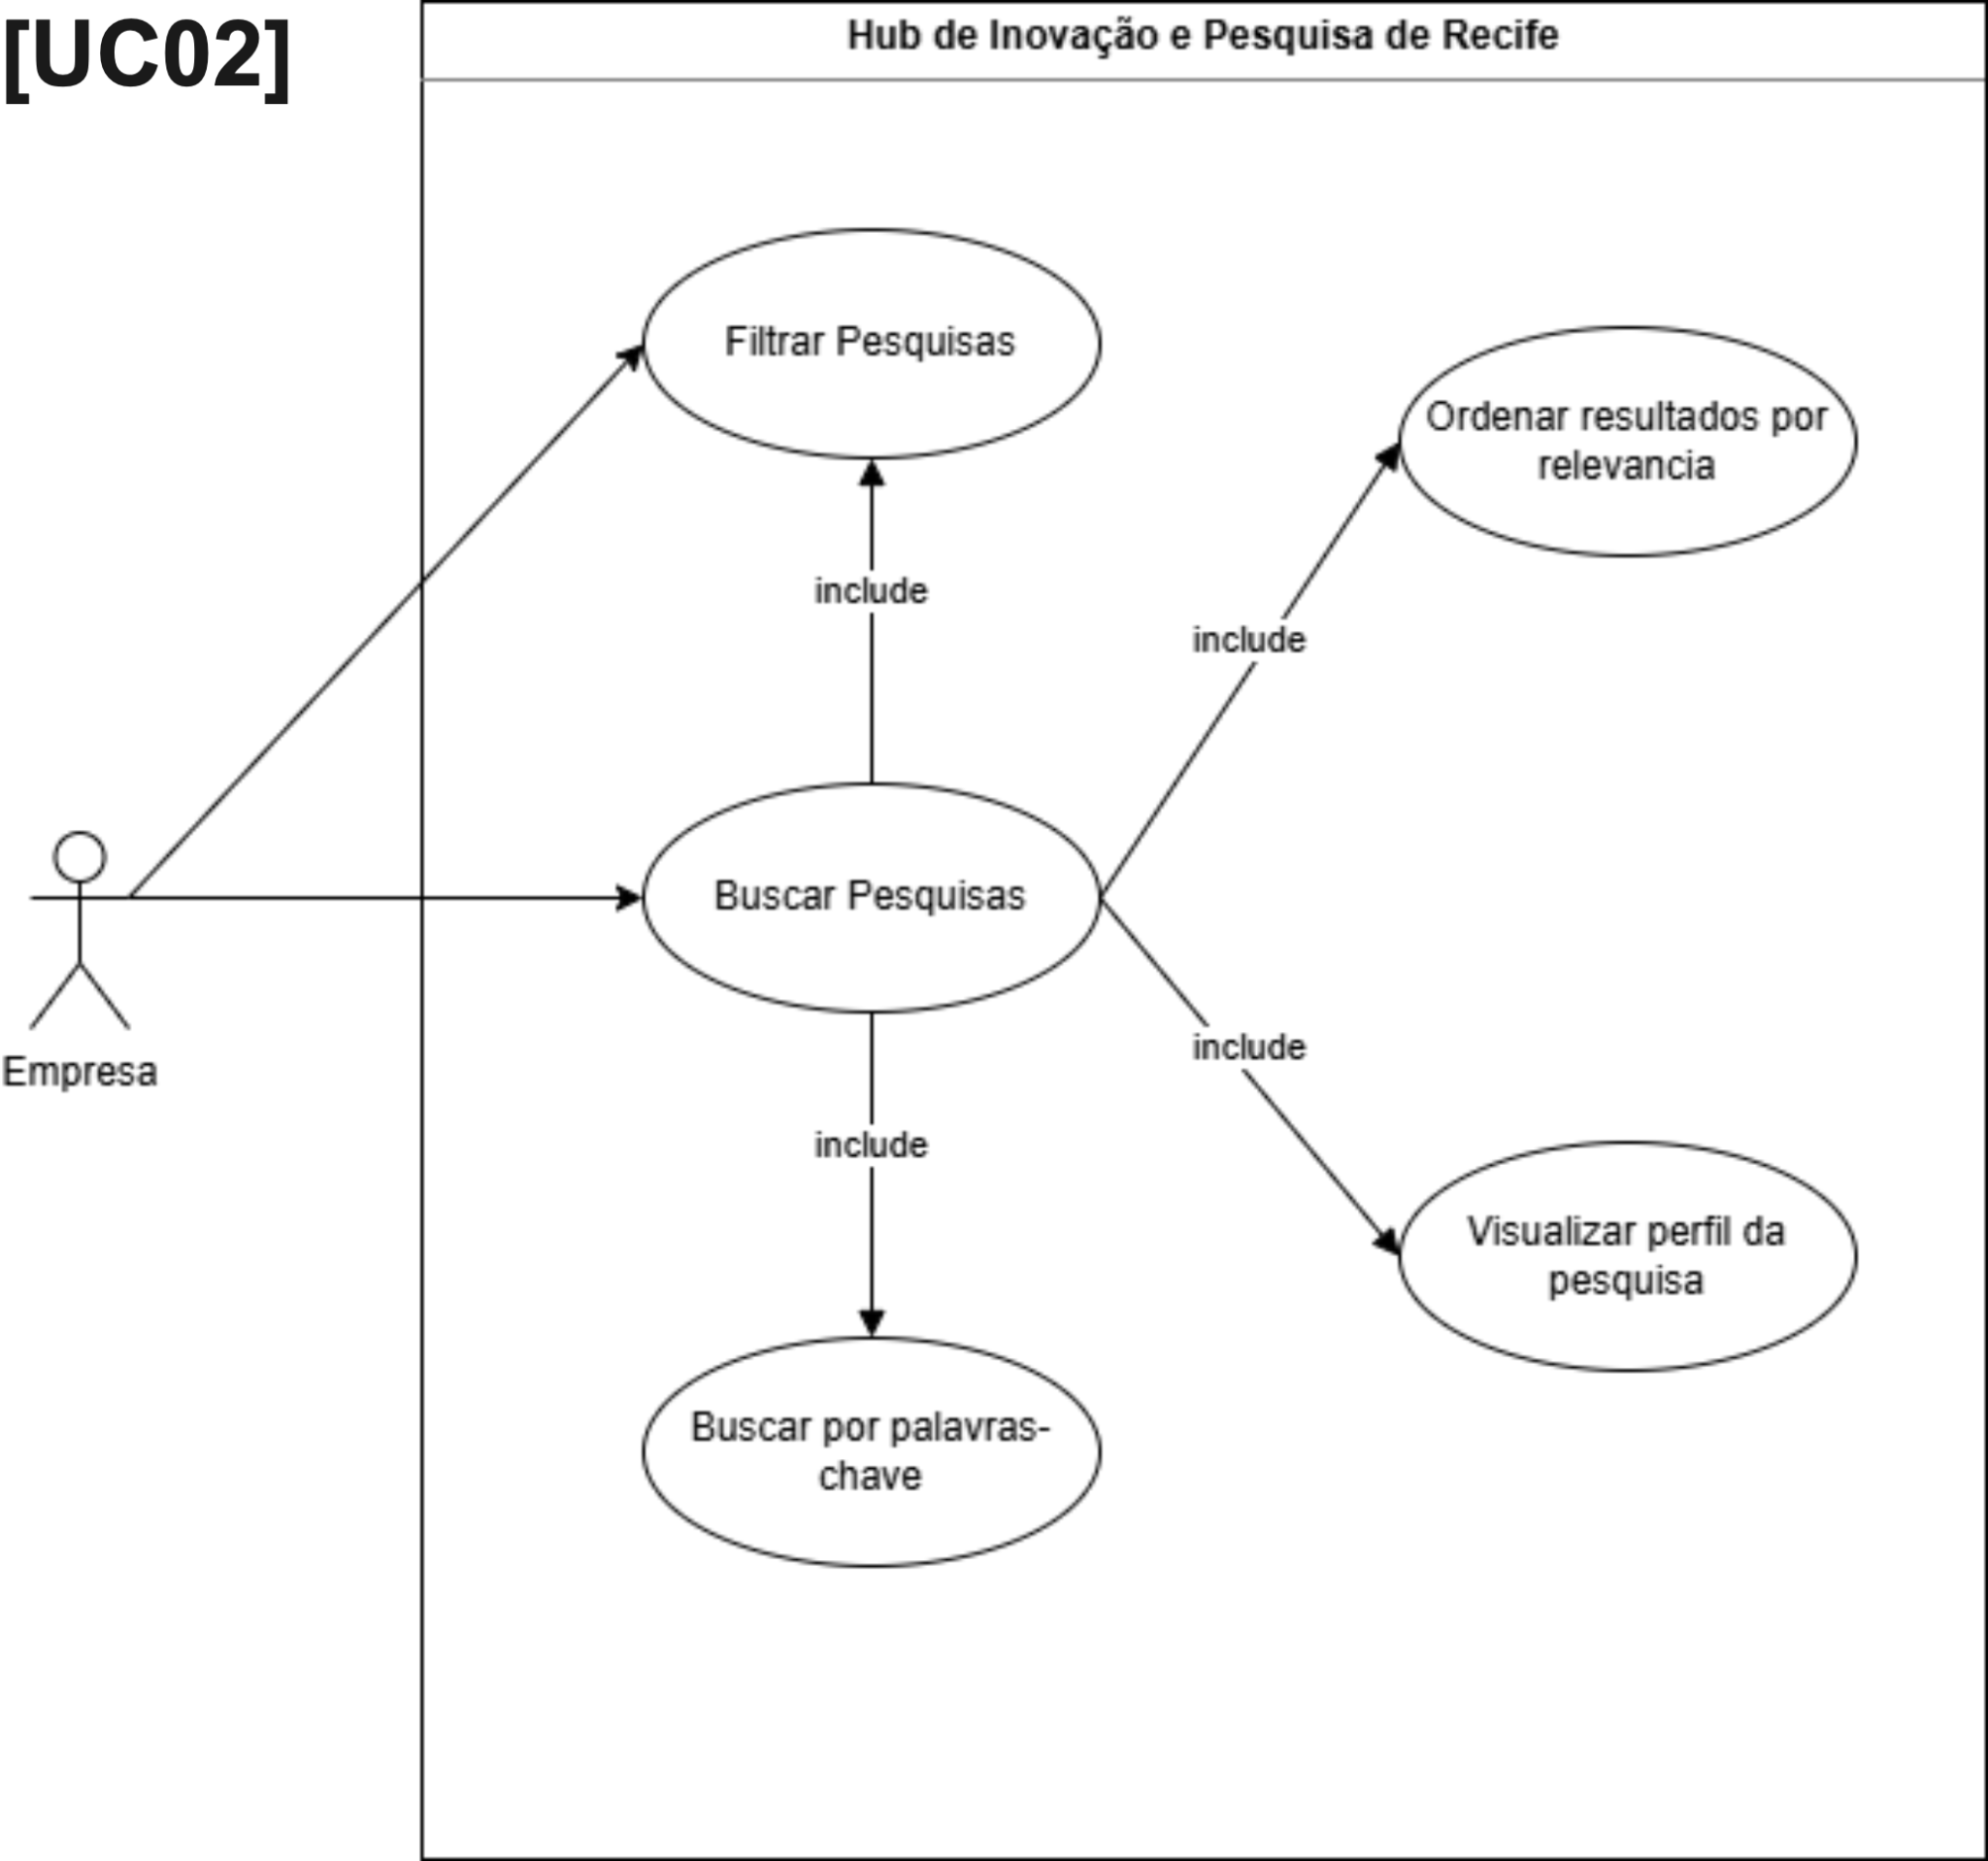 [UC02]
Hub de Inovação e Pesquisa de Recife
Filtrar Pesquisas
Ordenar resultados por
relevancia
include
include
Buscar Pesquisas
Empresa
include
include
Visualizar perfil da
pesquisa
Buscar por palavras-
chave